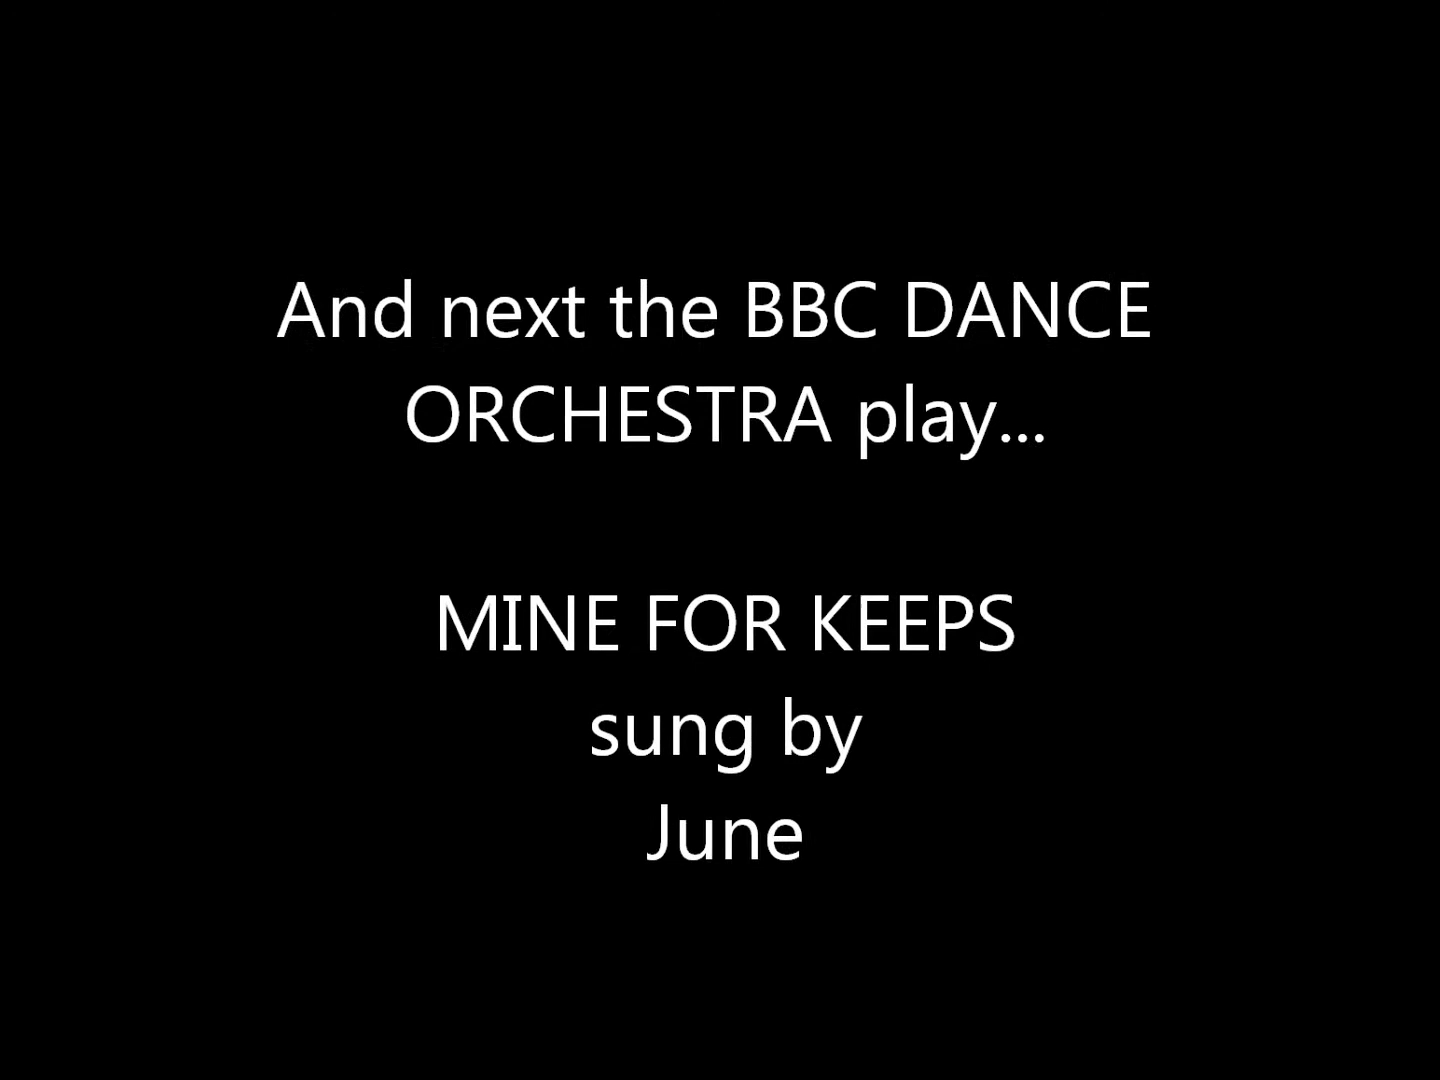 And next the BBC DANCE
ORCHESTRA play...
MINE FOR KEEPS
sung by
June